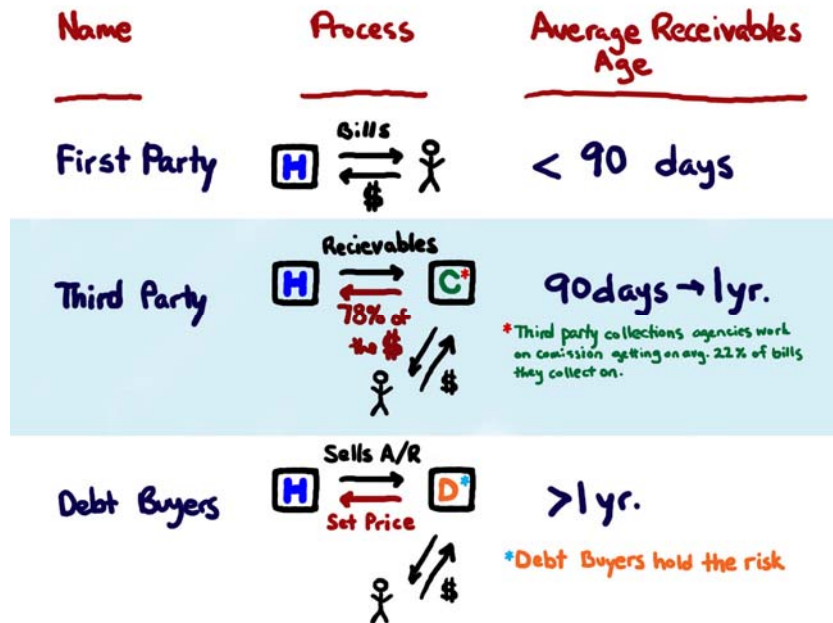 Name
Process
Average Receivables
Age
First Party
Bills
H
$
< 90 days
Third Party
Recievables
H
C*
78% of
the $
$
90days → 1yr.
*Third party collections agencies work
on comission getting on avg. 22% of bills
they collect on.
Debt Buyers
Sells A/R
H
D*
Set Price
$
>1yr.
*Debt Buyers hold the risk